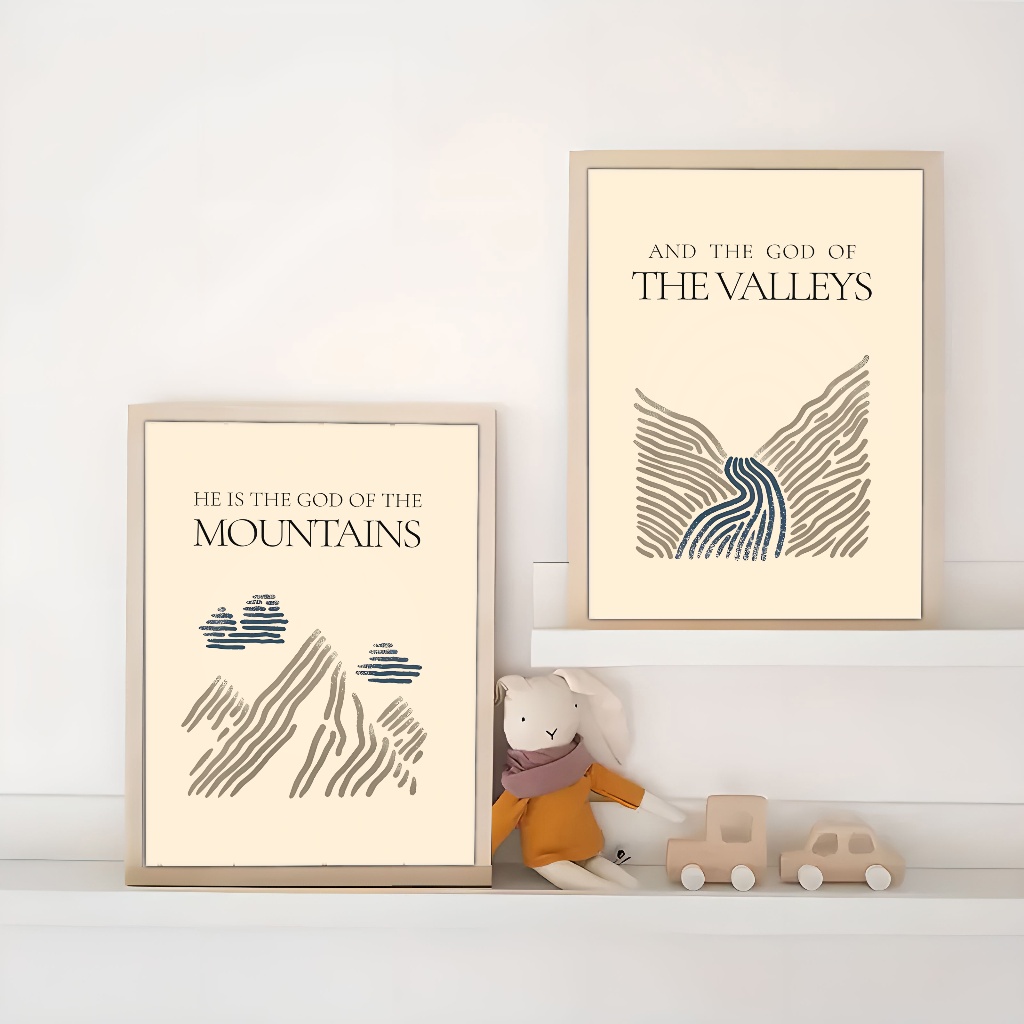 HE IS THE GOD OF THE
MOUNTAINS
AND THE GOD OF
THE VALLEYS